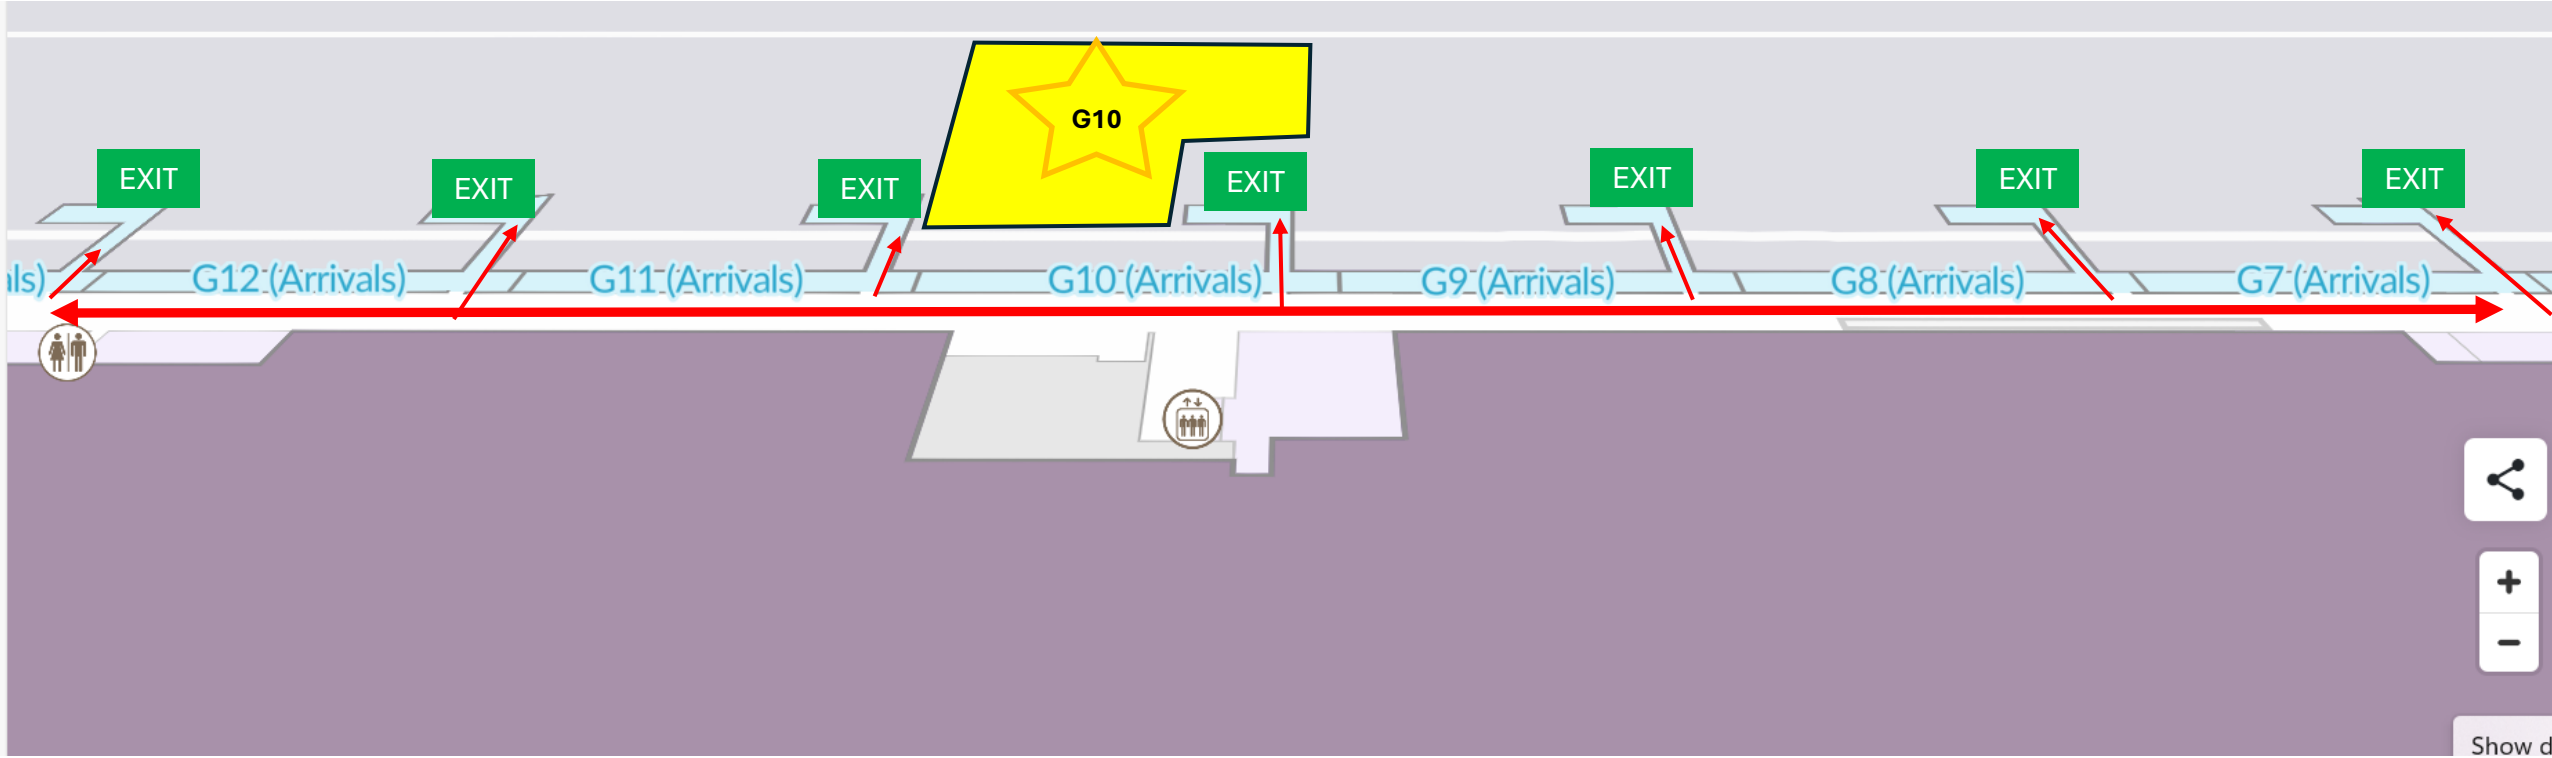 G10
EXIT
EXIT
EXIT
EXIT
EXIT
EXIT
EXIT
als)
G12 (Arrivals)
G11 (Arrivals)
G10 (Arrivals)
G9 (Arrivals)
G8 (Arrivals)
G7 (Arrivals)
+
−
Show d